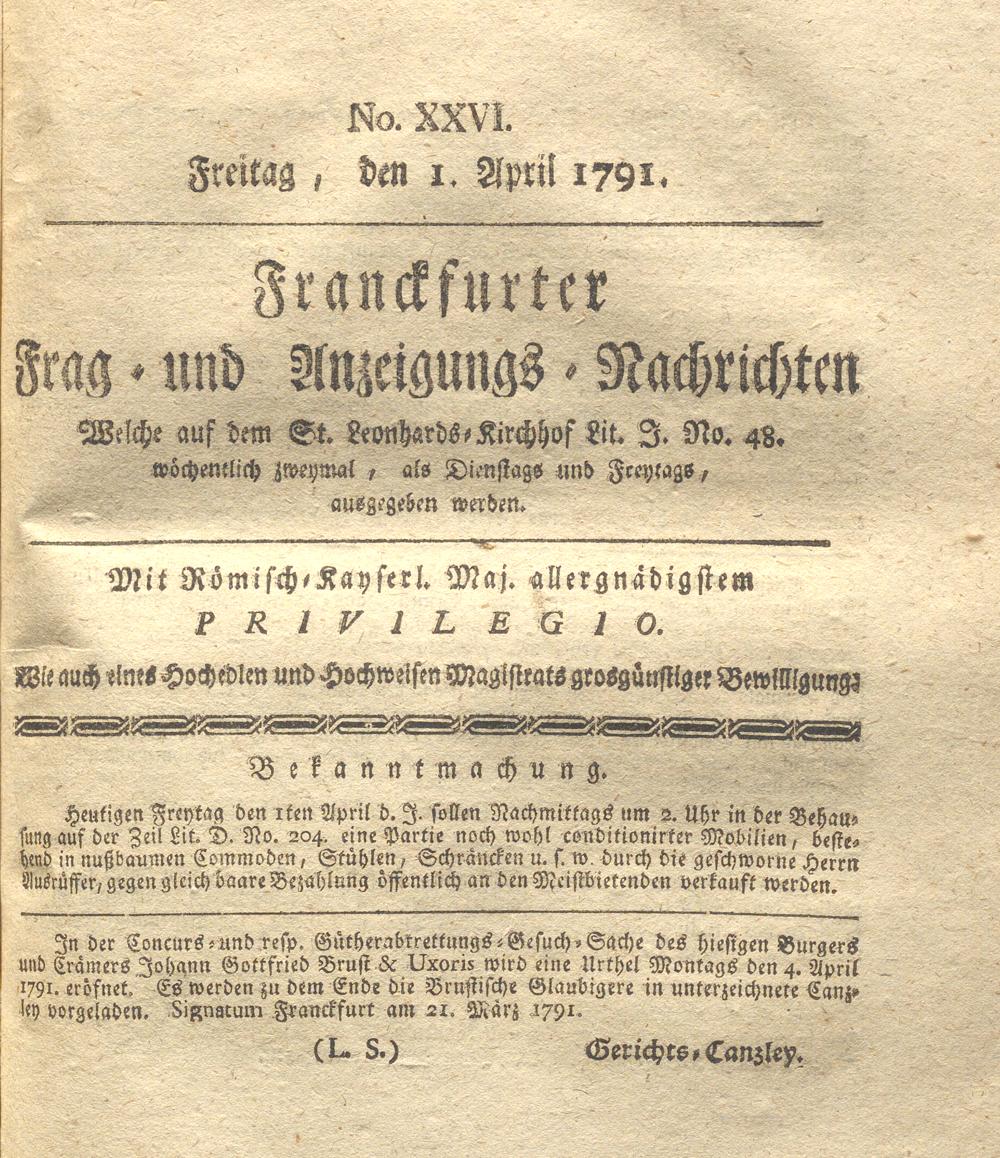 No. XXVI.
Freitag, den 1. April 1791.
Franckfurter
Frag- und Anzeigungs-Nachrichten
Welche auf dem St. Leonhards-Kirchhof Lit. J. No. 48.
wöchentlich zweymal, als Dienstags und Freytags,
ausgegeben werden.
Mit Römisch-Kayserl. Maj. allergnädigstem
PRIVILEGIO.
Wie auch eines Hochedlen und Hochweisen Magistrats grosgünstiger Bewilligung:
Bekanntmachung.
Heutigen Freytag den 1ten April d. J. sollen Nachmittags um 2. Uhr in der Behau-
sung auf der Zeil Lit. D. No. 204. eine Partie noch wohl conditionirter Mobilien, beste-
hend in nußbaumen Commoden, Stühlen, Schräncken u. s. w. durch die geschworne Herrn
Ausrüffer, gegen gleich baare Bezahlung öffentlich an den Meistbietenden verkauft werden.
In der Concurs- und resp. Gütherabtrettungs-Gesuch-Sache des hiesigen Burgers
und Crämers Johann Gottfried Brust & Uxoris wird eine Urthel Montags den 4. April
1791. eröfnet. Es werden zu dem Ende die Brustische Glaubigere in unterzeichnete Canz-
ley vorgeladen. Signatum Franckfurt am 21. März 1791.
(L. S.) Gerichts-Canzley.